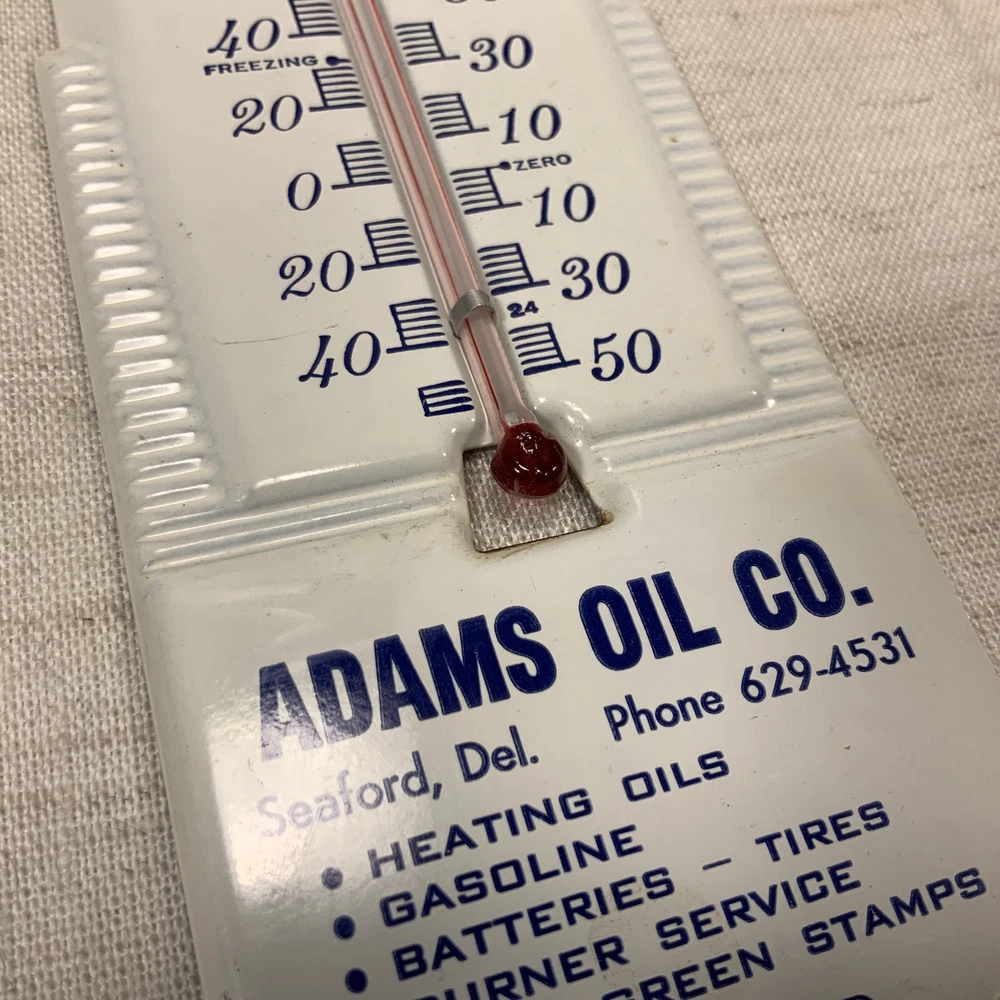 40 30
FREEZING
20 10
ZERO
0 10
20 30
24
40 50
ADAMS OIL CO.
Seaford, Del. Phone 629-4531
• HEATING OILS
• GASOLINE
• BATTERIES — TIRES
BURNER SERVICE
GREEN STAMPS